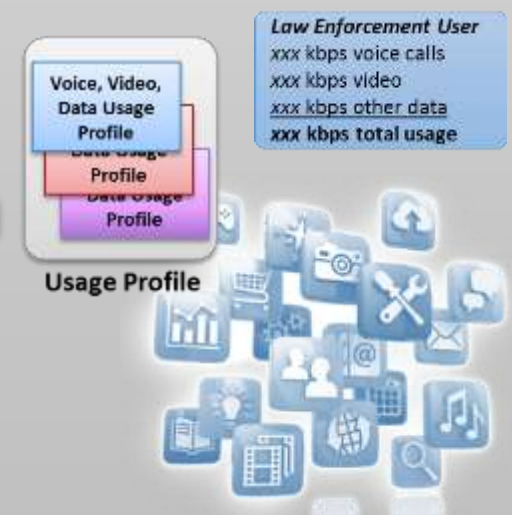 Law Enforcement User
xxx kbps voice calls
xxx kbps video
xxx kbps other data
xxx kbps total usage
Voice, Video,
Data Usage
Profile
Data Usage
Profile
Data Usage
Profile
Usage Profile
@